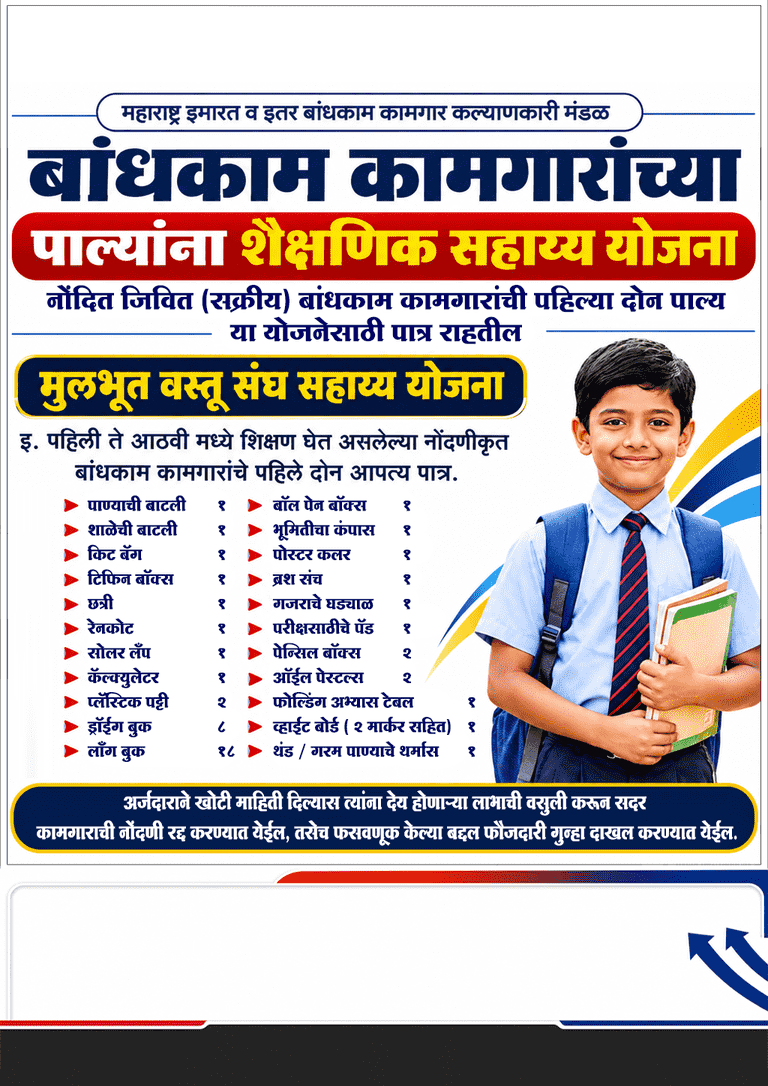 महाराष्ट्र इमारत व इतर बांधकाम कामगार कल्याणकारी मंडळ
बांधकाम कामगारांच्या
पाल्यांना शैक्षणिक सहाय्य योजना
नोंदित जिवित (सक्रीय) बांधकाम कामगारांची पहिल्या दोन पाल्य
या योजनेसाठी पात्र राहतील
मुलभूत वस्तू संघ सहाय्य योजना
इ. पहिली ते आठवी मध्ये शिक्षण घेत असलेल्या नोंदणीकृत
बांधकाम कामगारांचे पहिले दोन आपत्य पात्र.
पाण्याची बाटली १
शाळेची बाटली १
किट बॅग १
टिफिन बॉक्स १
छत्री १
रेनकोट १
सोलर लॅंप १
कॅल्क्युलेटर १
प्लॅस्टिक पट्टी २
ड्रॉईंग बुक ८
लाँग बुक १८
बॉल पेन बॉक्स १
भूमितीचा कंपास १
पोस्टर कलर १
ब्रश संच १
गजराचे घड्याळ १
परीक्षसाठीचे पॅड १
पेन्सिल बॉक्स २
ऑईल पेस्टल्स २
फोल्डिंग अभ्यास टेबल १
व्हाईट बोर्ड ( २ मार्कर सहित) १
थंड / गरम पाण्याचे थर्मास १
अर्जदाराने खोटी माहिती दिल्यास त्यांना देय होणाऱ्या लाभाची वसुली करून सदर
कामगाराची नोंदणी रद्द करण्यात येईल, तसेच फसवणूक केल्या बद्दल फौजदारी गुन्हा दाखल करण्यात येईल.